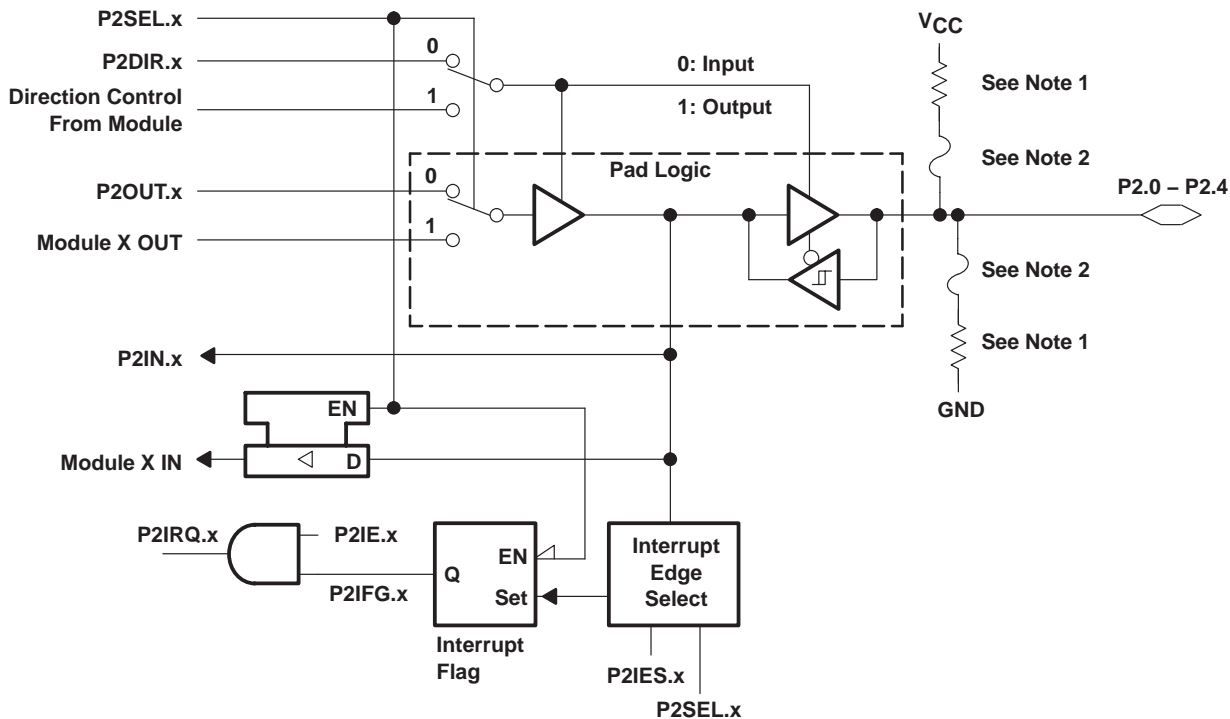 P2SEL.x
P2DIR.x
0
Direction Control
From Module
1
0: Input
1: Output
VCC
See Note 1
See Note 2
Pad Logic
P2OUT.x
0
Module X OUT
1
P2.0 – P2.4
See Note 2
See Note 1
GND
P2IN.x
EN
Module X IN
D
P2IRQ.x
P2IE.x
P2IFG.x
Q
EN
Set
Interrupt
Flag
Interrupt
Edge
Select
P2IES.x
P2SEL.x